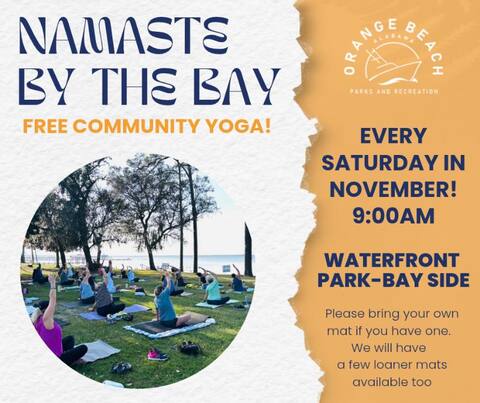 NAMASTE
BY THE BAY
FREE COMMUNITY YOGA!
ORANGE BEACH
ALABAMA
PARKS AND RECREATION
EVERY
SATURDAY IN
NOVEMBER!
9:00AM
WATERFRONT
PARK-BAY SIDE
Please bring your own
mat if you have one.
We will have
a few loaner mats
available too